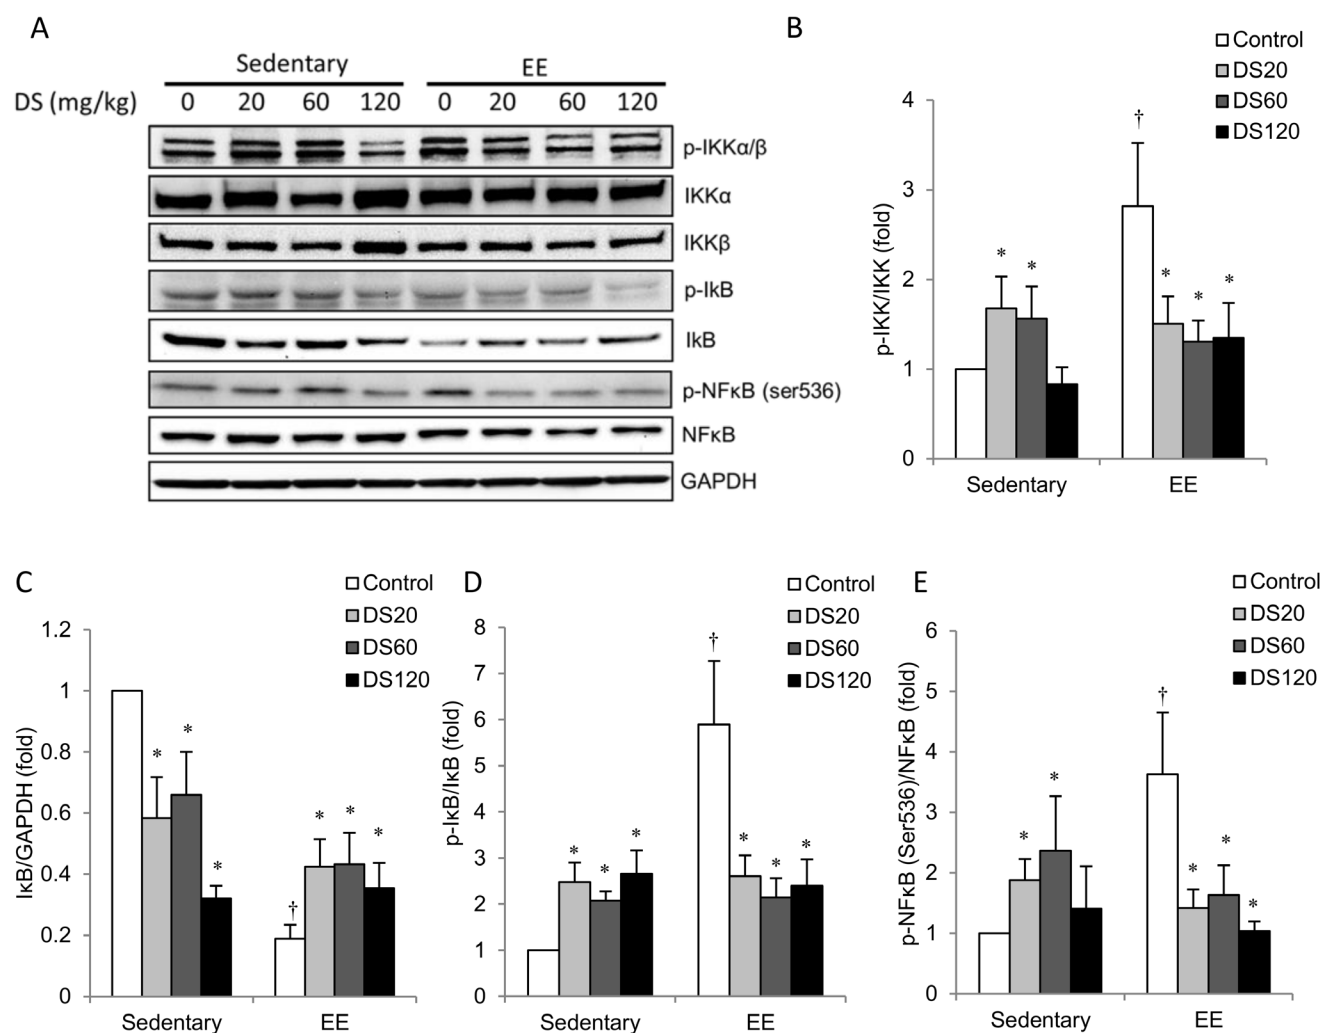 A
Sedentary EE
DS (mg/kg) 0 20 60 120 0 20 60 120
p-IKKα/β
IKKα
IKKβ
p-IkB
IkB
p-NFκB (ser536)
NFκB
GAPDH
B
Control
DS20
DS60
DS120
p-IKK/IKK (fold)
4
3
2
1
0
* * † * * *
Sedentary EE
C
Control
DS20
DS60
DS120
IκB/GAPDH (fold)
1.2
1
0.8
0.6
0.4
0.2
0
* * * † * * *
Sedentary EE
D
Control
DS20
DS60
DS120
p-IκB/IκB (fold)
8
7
6
5
4
3
2
1
0
* * * † * * *
Sedentary EE
E
Control
DS20
DS60
DS120
p-NFκB (Ser536)/NFκB (fold)
6
5
4
3
2
1
0
* * † * * *
Sedentary EE